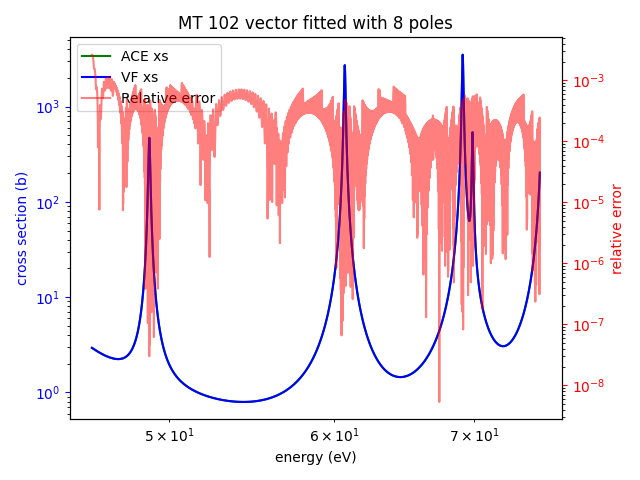 MT 102 vector fitted with 8 poles
ACE xs
VF xs
Relative error
cross section (b)
10³
10²
10¹
10⁰
relative error
10⁻³
10⁻⁴
10⁻⁵
10⁻⁶
10⁻⁷
10⁻⁸
5 × 10¹
6 × 10¹
7 × 10¹
energy (eV)